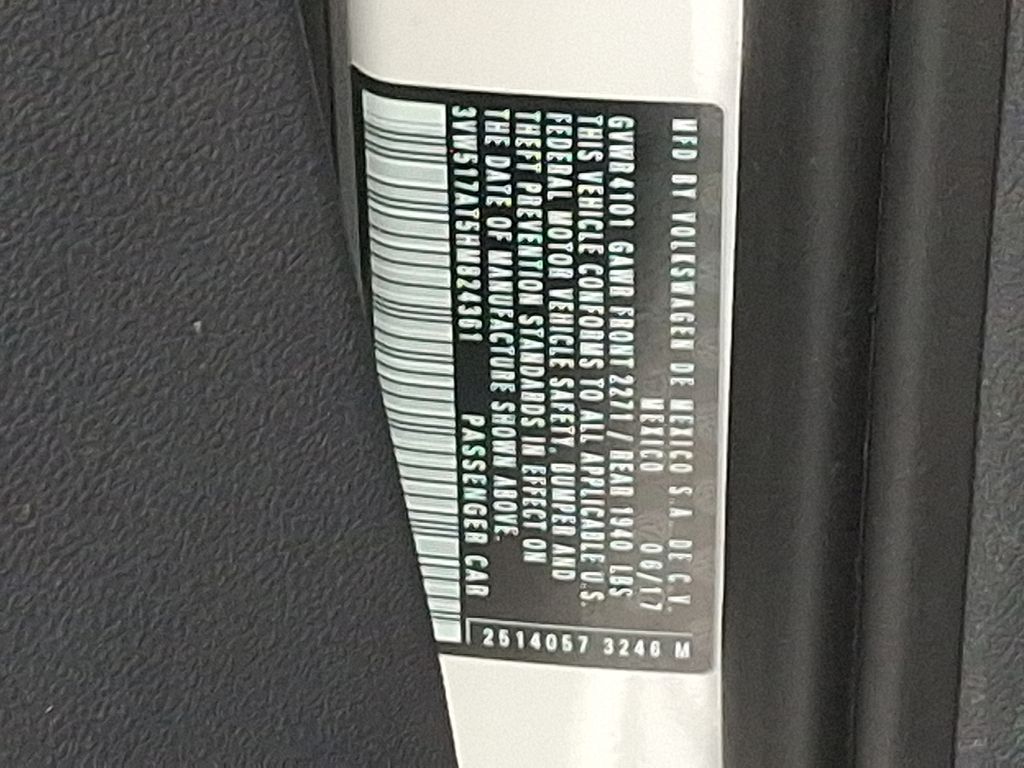 MFD BY VOLKSWAGEN DE MEXICO S.A. DE C.V.
MEXICO 06/17
GVWR 4101 GAWR FRONT 2271 / REAR 1940 LBS
THIS VEHICLE CONFORMS TO ALL APPLICABLE U.S.
FEDERAL MOTOR VEHICLE SAFETY, BUMPER AND
THEFT PREVENTION STANDARDS IN EFFECT ON
THE DATE OF MANUFACTURE SHOWN ABOVE.
3VW517AT5HM824361 PASSENGER CAR
2514057 3246 M